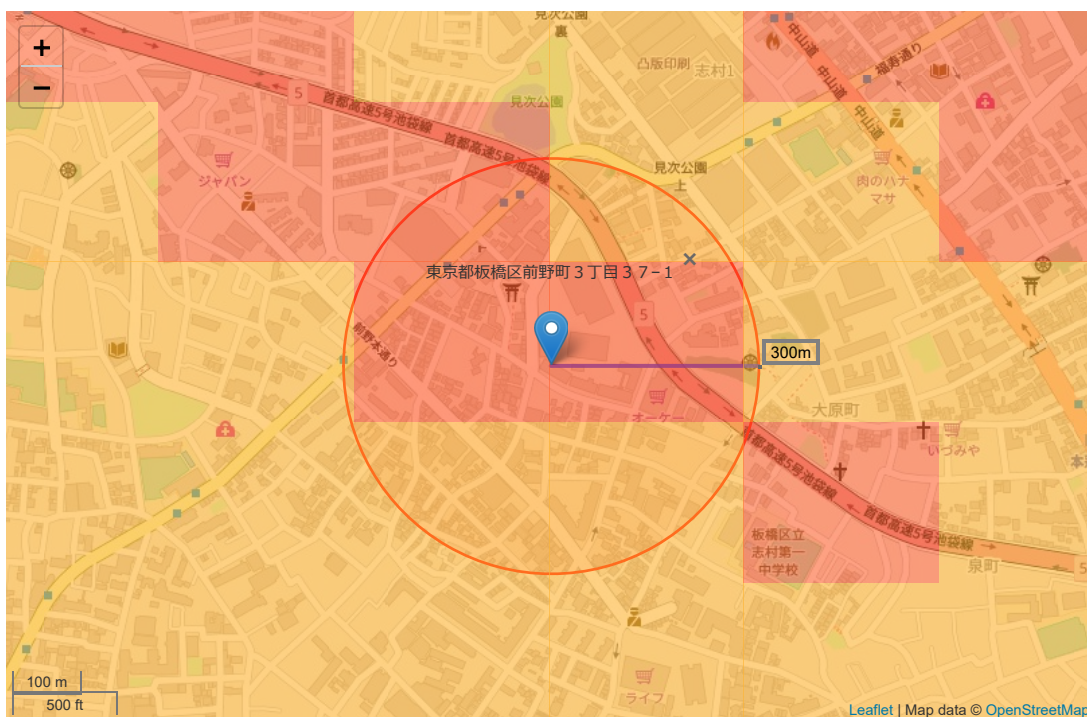 見次公園
裏
+
−
凸版印刷
志村1
中山道
中山道
福寿通り
5
首都高速5号池袋線
見次公園
首都高速5号池袋線
中山道
ジャパン
見次公園
上
肉のハナ
マサ
東京都板橋区前野町３丁目３７−１
5
前野本通り
300m
オーケー
大原町
いづみや
本
首都高速5号池袋線
首都高速5号池袋線
板橋区立
志村第一
中学校
泉町
5
ライフ
100 m
500 ft
Leaflet | Map data © OpenStreetMap